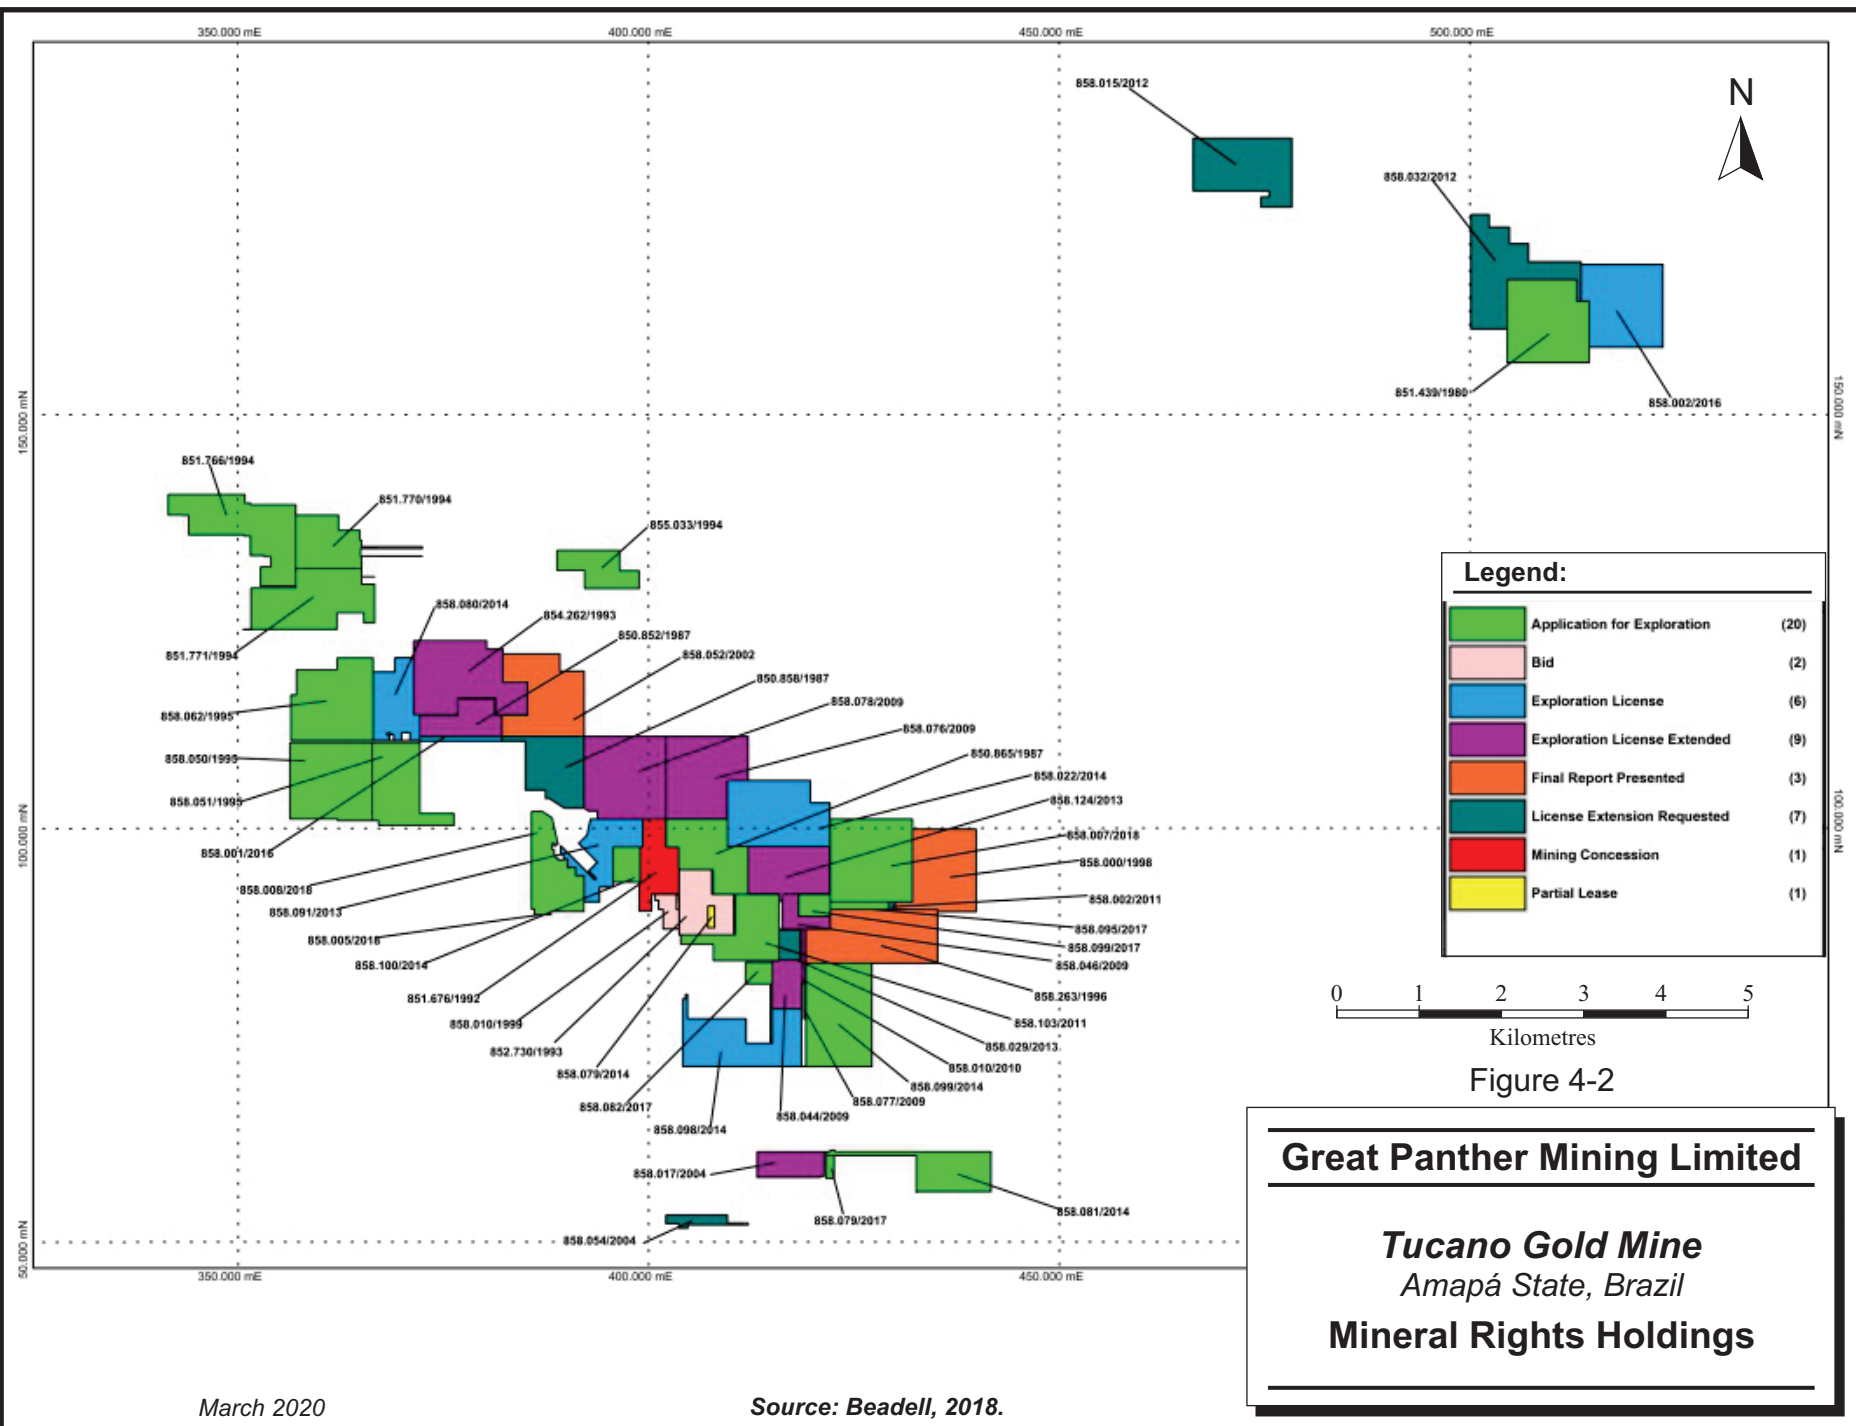 350.000 mE
400.000 mE
450.000 mE
500.000 mE
858.015/2012
N
858.032/2012
851.439/1980
858.002/2016
150.000 mN
150.000 mN
851.766/1994
851.770/1994
855.033/1994
858.080/2014
854.262/1993
850.852/1987
851.771/1994
858.052/2002
850.858/1987
858.078/2009
858.062/1995
858.076/2009
850.865/1987
858.050/1995
858.022/2014
858.051/1995
858.124/2013
100.000 mN
100.000 mN
858.007/2018
858.001/2016
858.000/1998
858.008/2018
858.002/2011
858.091/2013
858.095/2017
858.005/2018
858.099/2017
858.100/2014
858.046/2009
851.676/1992
858.263/1996
858.010/1999
858.103/2011
852.730/1993
858.029/2013
858.079/2014
858.010/2010
858.099/2014
858.082/2017
858.077/2009
858.044/2009
858.098/2014
858.017/2004
858.079/2017
858.081/2014
858.054/2004
50.000 mN
350.000 mE
400.000 mE
450.000 mE
Legend:
Application for Exploration (20)
Bid (2)
Exploration License (6)
Exploration License Extended (9)
Final Report Presented (3)
License Extension Requested (7)
Mining Concession (1)
Partial Lease (1)
0 1 2 3 4 5
Kilometres
Figure 4-2
Great Panther Mining Limited
Tucano Gold Mine
Amapá State, Brazil
Mineral Rights Holdings
March 2020
Source: Beadell, 2018.